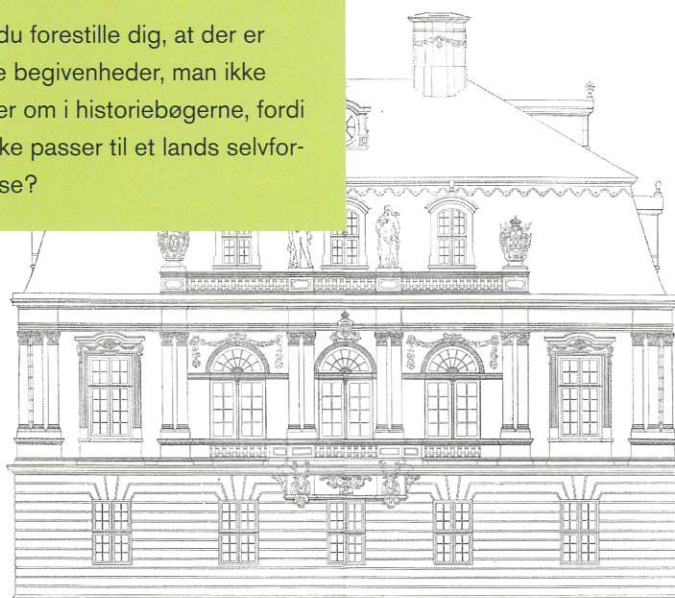 du forestille dig, at der er
e begivenheder, man ikke
er om i historiebøgerne, fordi
ke passer til et lands selvfor-
se?